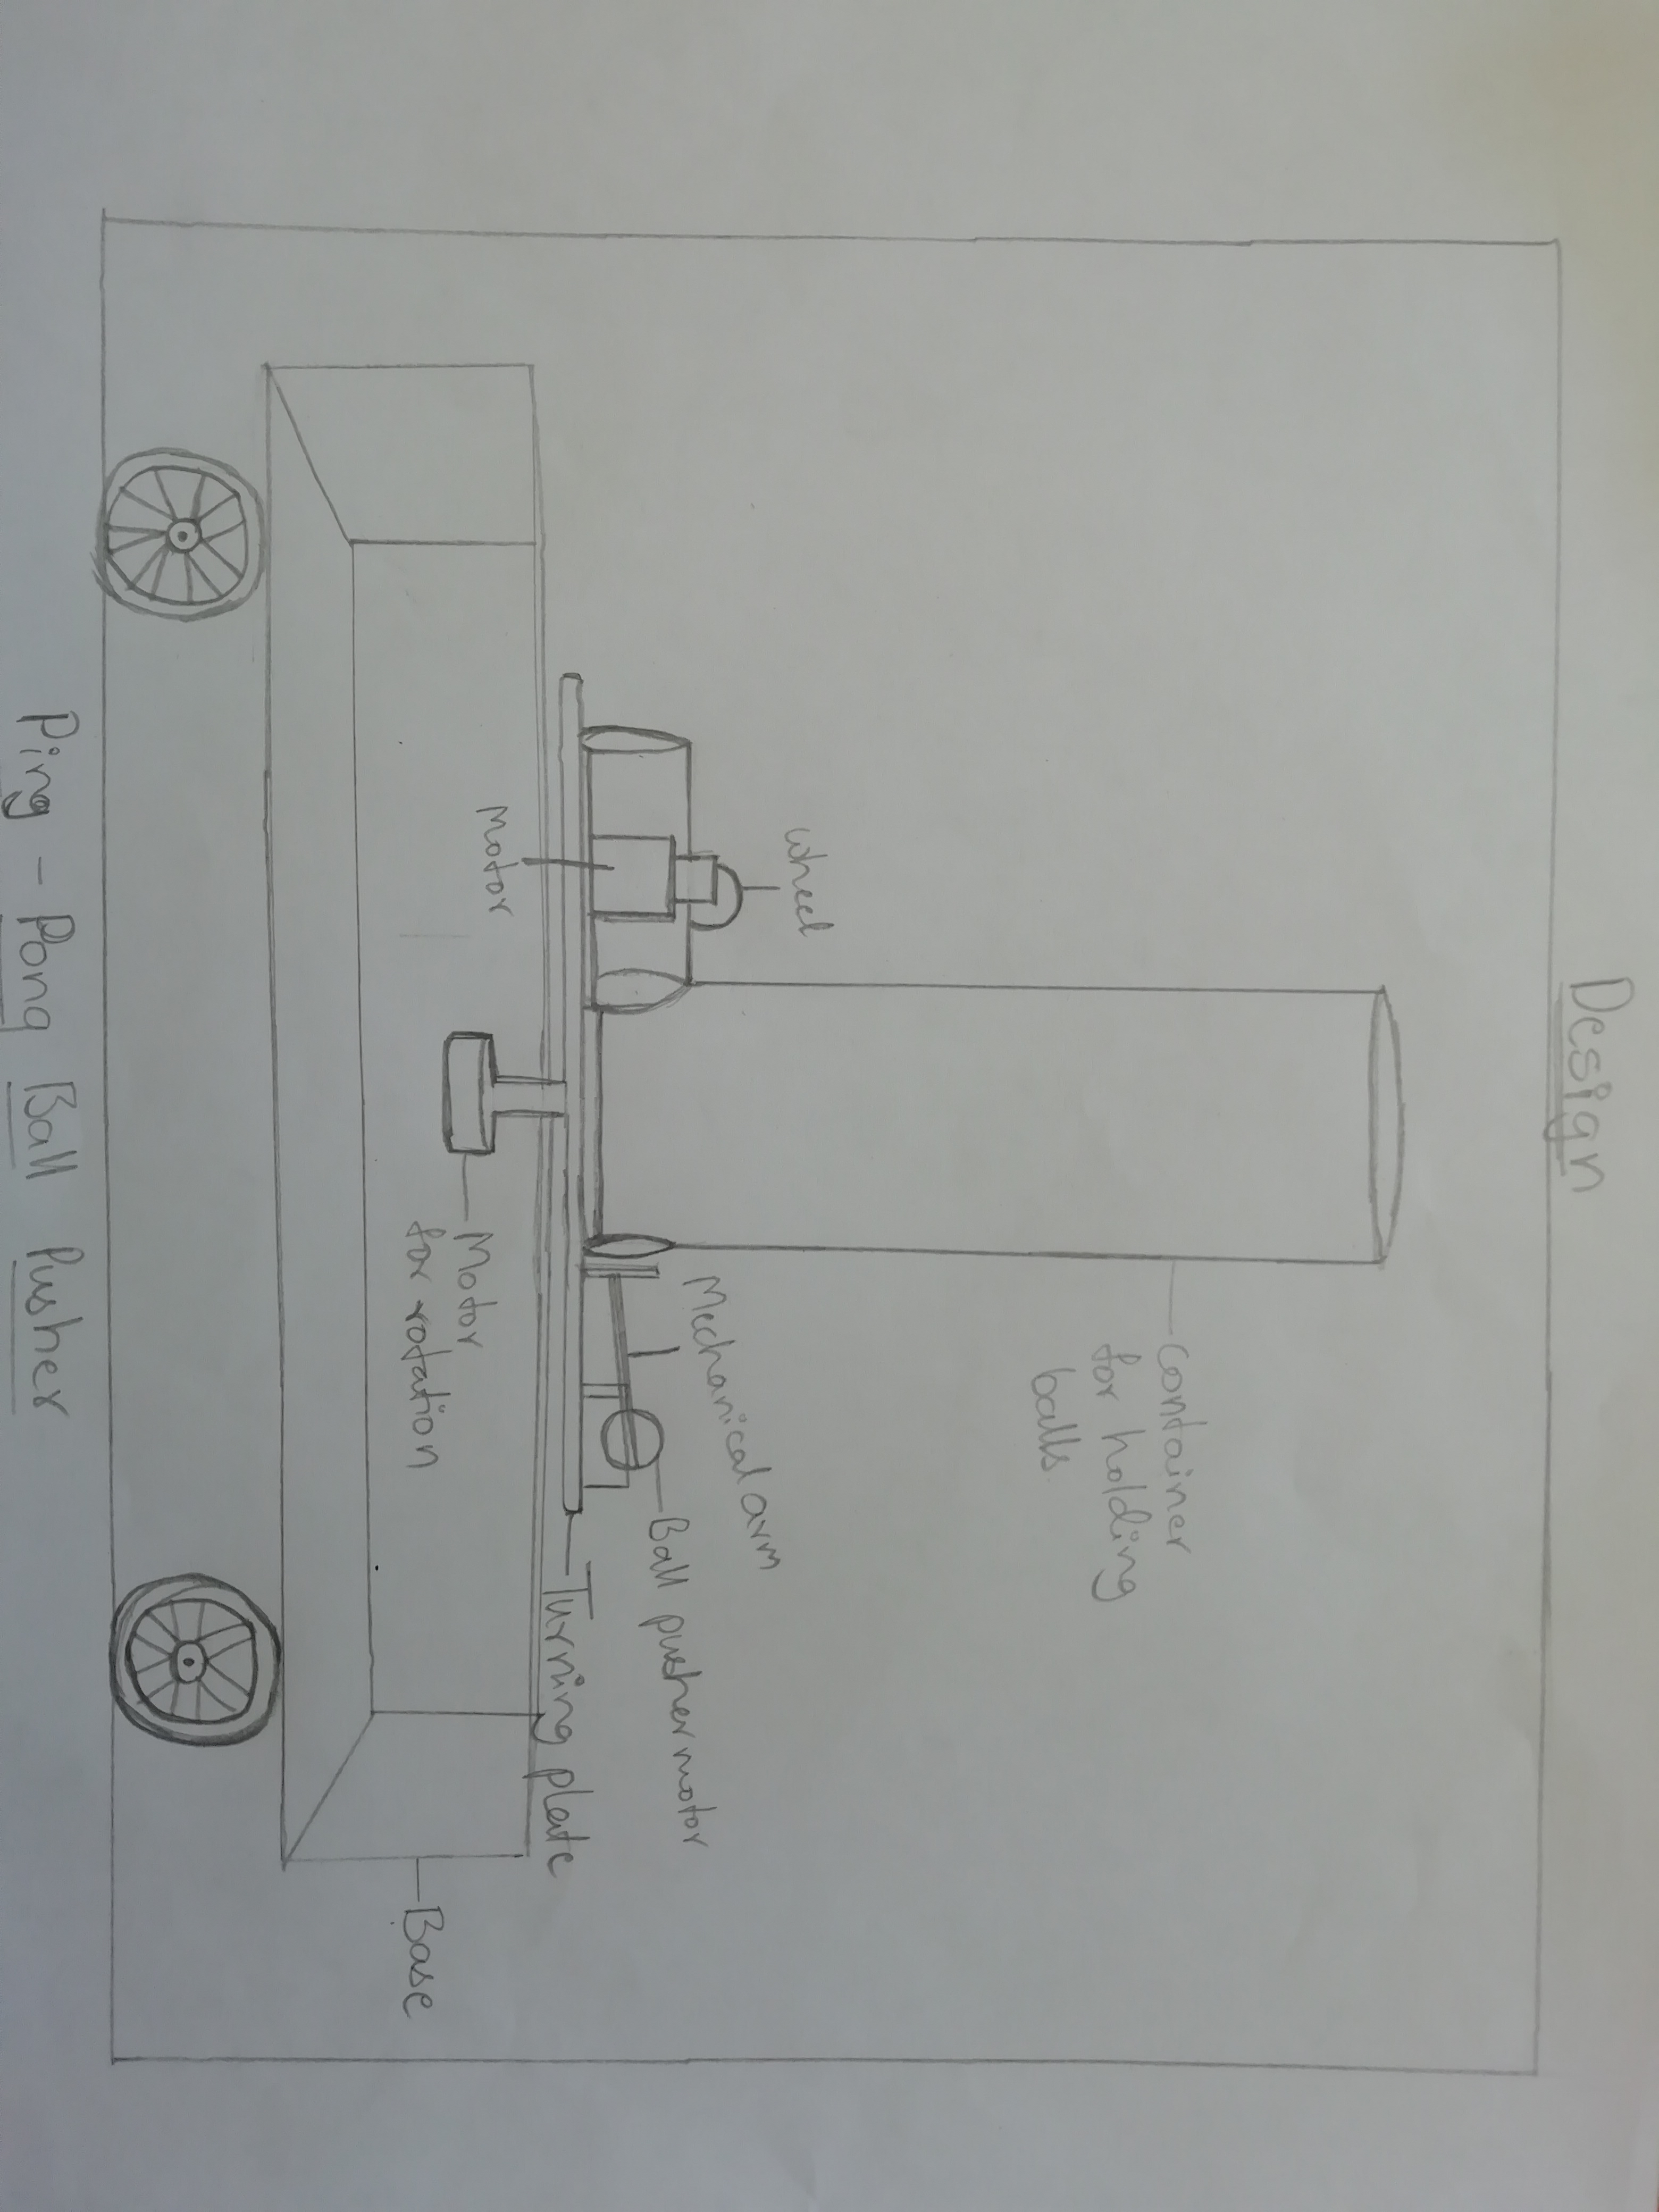 Design
Container
for holding
balls
Wheel
Mechanical arm
Ball pusher motor
Motor
Turning plate
Motor
for rotation
Base
Ping - Pong Ball Pusher